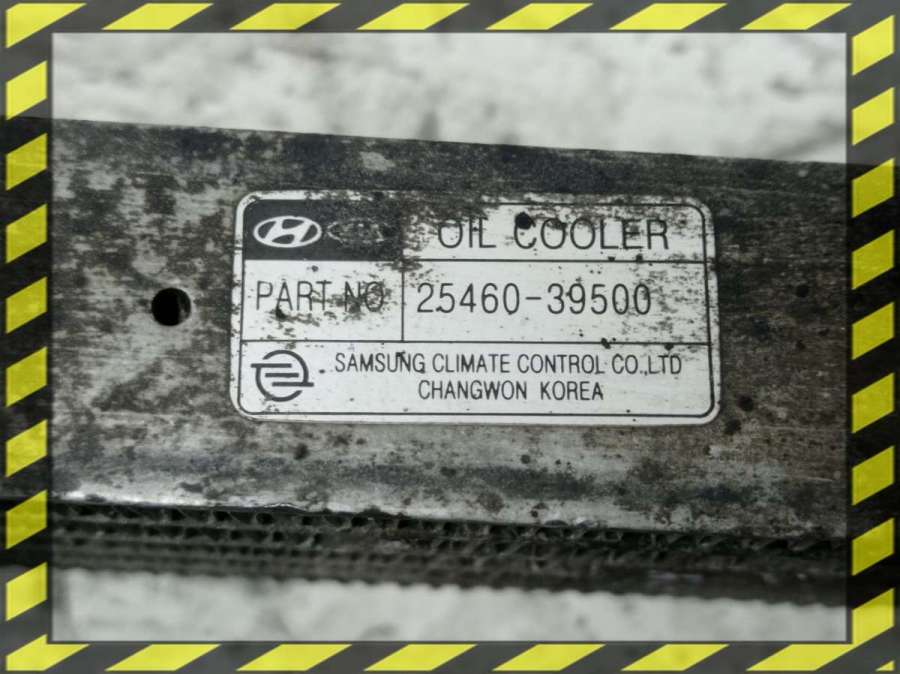 OIL COOLER
PART NO 25460-39500
SAMSUNG CLIMATE CONTROL CO.,LTD
CHANGWON KOREA